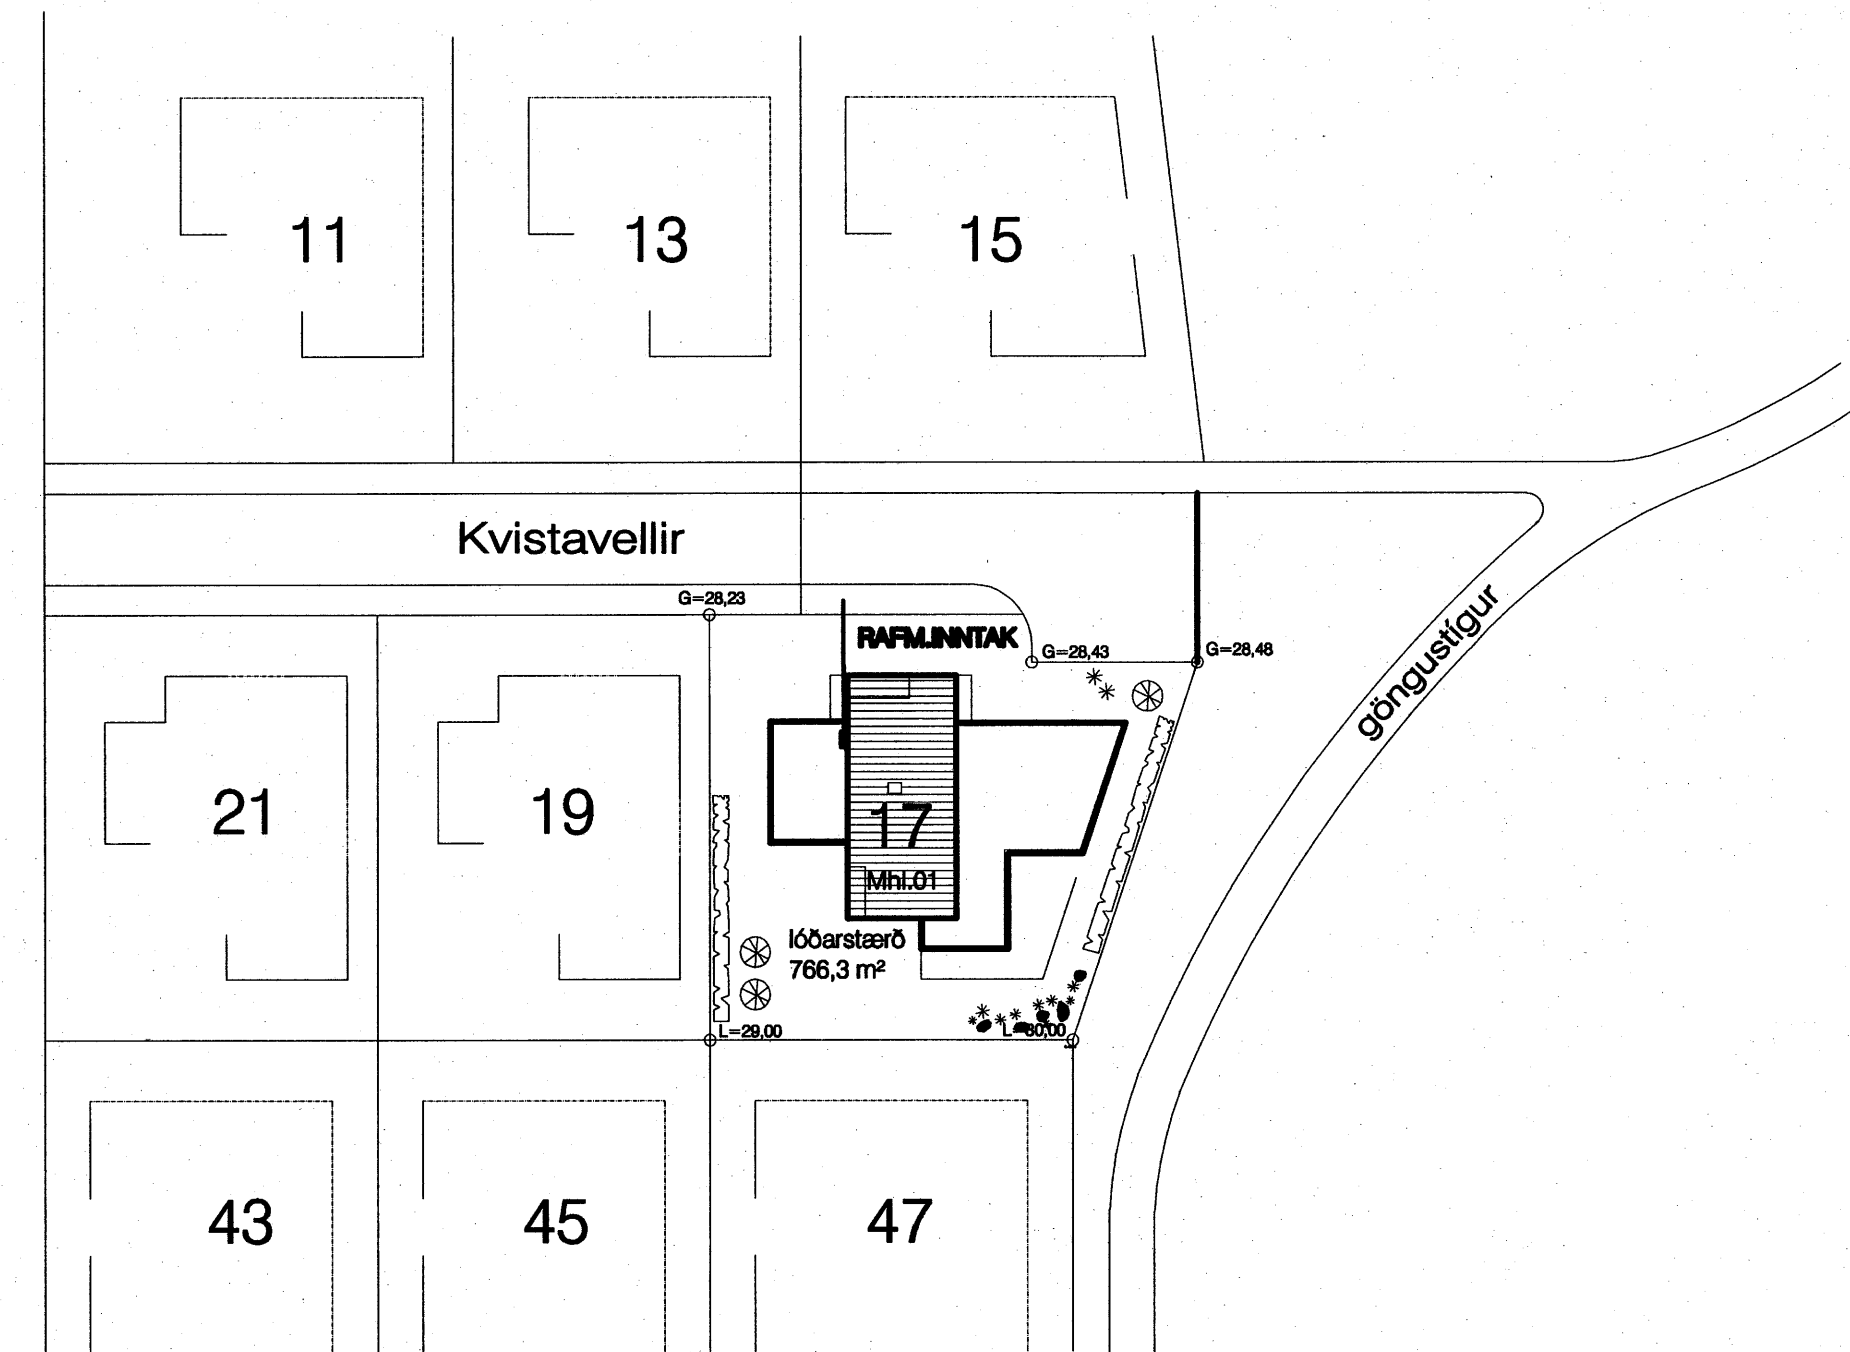 11
13
15
Kvistavellir
G=28,23
RAFM.INNTAK
G=28,43
G=28,48
göngustígur
21
19
17
Mhl.01
lóðarstærð
766,3 m²
L=29,00
L=30,00
43
45
47